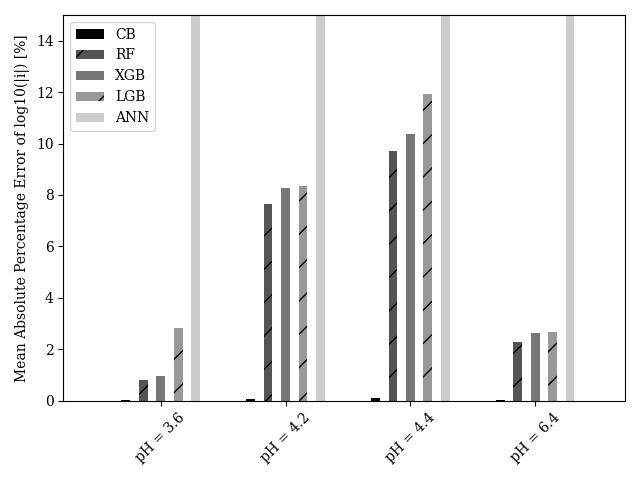 Mean Absolute Percentage Error of log10(|i|) [%]
14
12
10
8
6
4
2
0
CB
RF
XGB
LGB
ANN
pH = 3.6
pH = 4.2
pH = 4.4
pH = 6.4